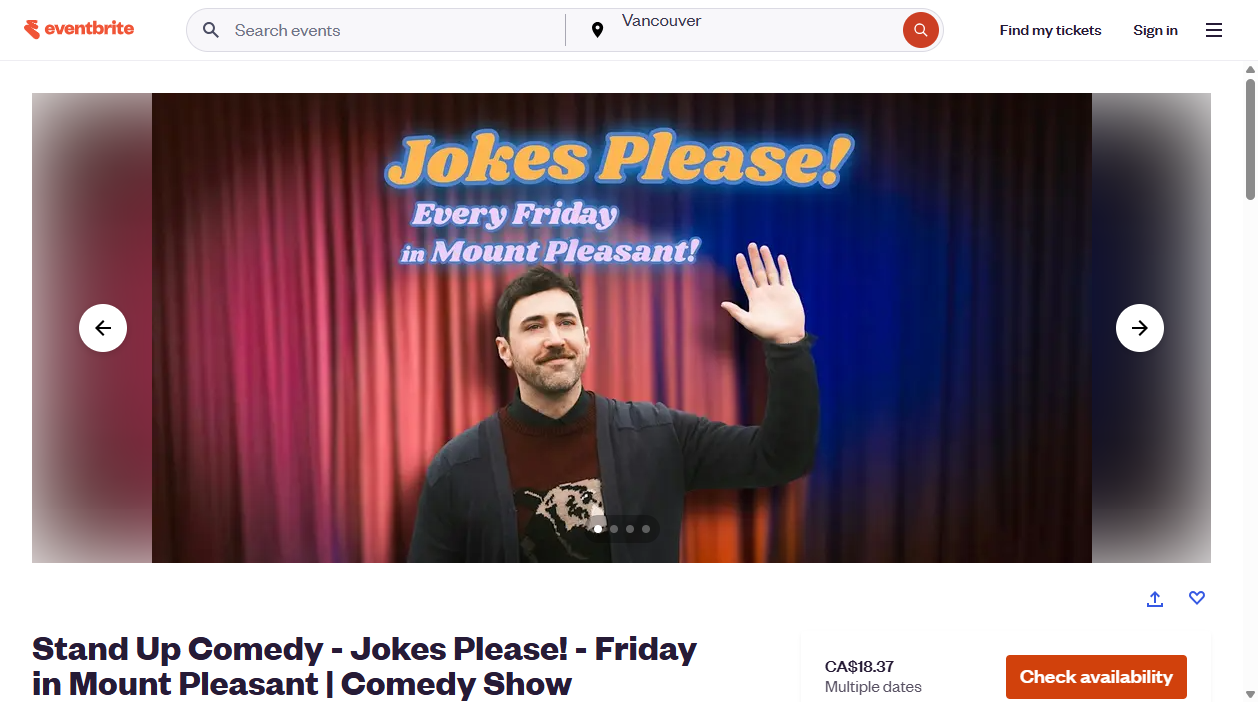 eventbrite
Search events
Vancouver
Find my tickets
Sign in
Jokes Please!
Every Friday
in Mount Pleasant!
Stand Up Comedy - Jokes Please! - Friday
in Mount Pleasant | Comedy Show
CA$18.37
Multiple dates
Check availability